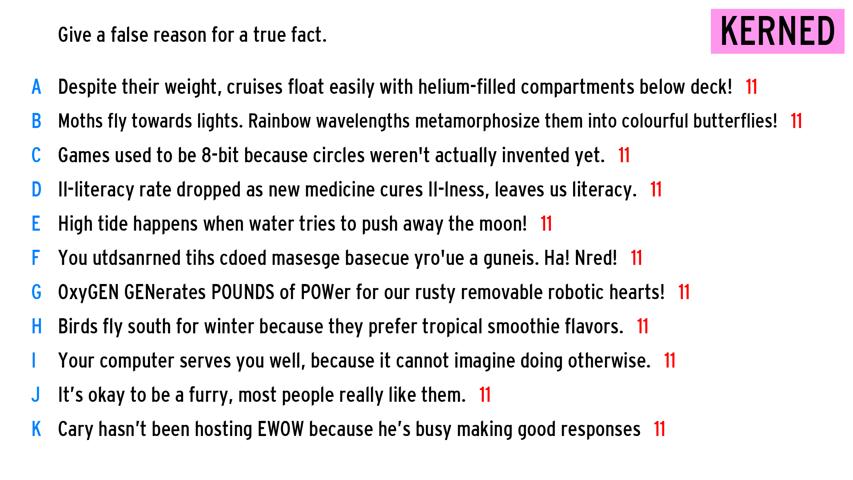 Give a false reason for a true fact.
KERNED
A Despite their weight, cruises float easily with helium-filled compartments below deck! 11
B Moths fly towards lights. Rainbow wavelengths metamorphosize them into colourful butterflies! 11
C Games used to be 8-bit because circles weren't actually invented yet. 11
D Il-literacy rate dropped as new medicine cures Il-lness, leaves us literacy. 11
E High tide happens when water tries to push away the moon! 11
F You utdsanrned tihs cdoed masesge basecue yro'ue a guneis. Ha! Nred! 11
G OxyGEN GENerates POUNDS of POWer for our rusty removable robotic hearts! 11
H Birds fly south for winter because they prefer tropical smoothie flavors. 11
I Your computer serves you well, because it cannot imagine doing otherwise. 11
J It’s okay to be a furry, most people really like them. 11
K Cary hasn’t been hosting EWOW because he’s busy making good responses 11